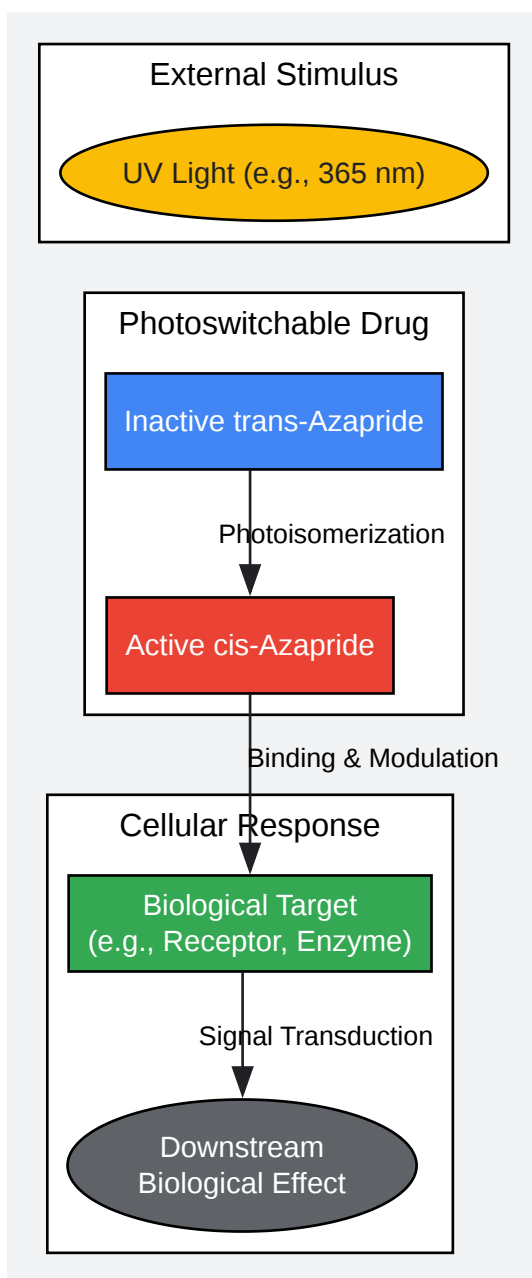 External Stimulus
UV Light (e.g., 365 nm)
Photoswitchable Drug
Inactive trans-Azapride
Photoisomerization
Active cis-Azapride
Binding & Modulation
Cellular Response
Biological Target
(e.g., Receptor, Enzyme)
Signal Transduction
Downstream
Biological Effect